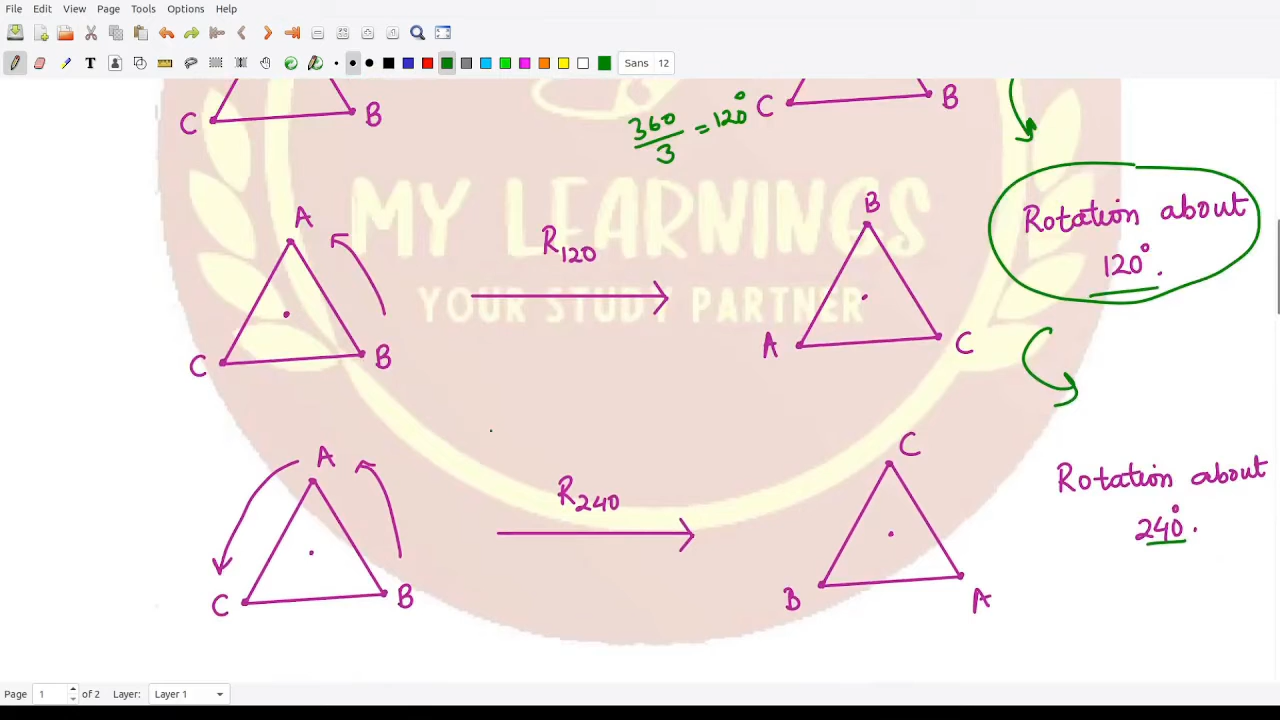 File Edit View Page Tools Options Help
Sans 12
C B
360/3 = 120°
C B
MY LEARNINGS
YOUR STUDY PARTNER
A
C B
R120
B
A C
Rotation about
120°.
A
C B
R240
C
B A
Rotation about
240°.
Page 1 of 2 Layer: Layer 1